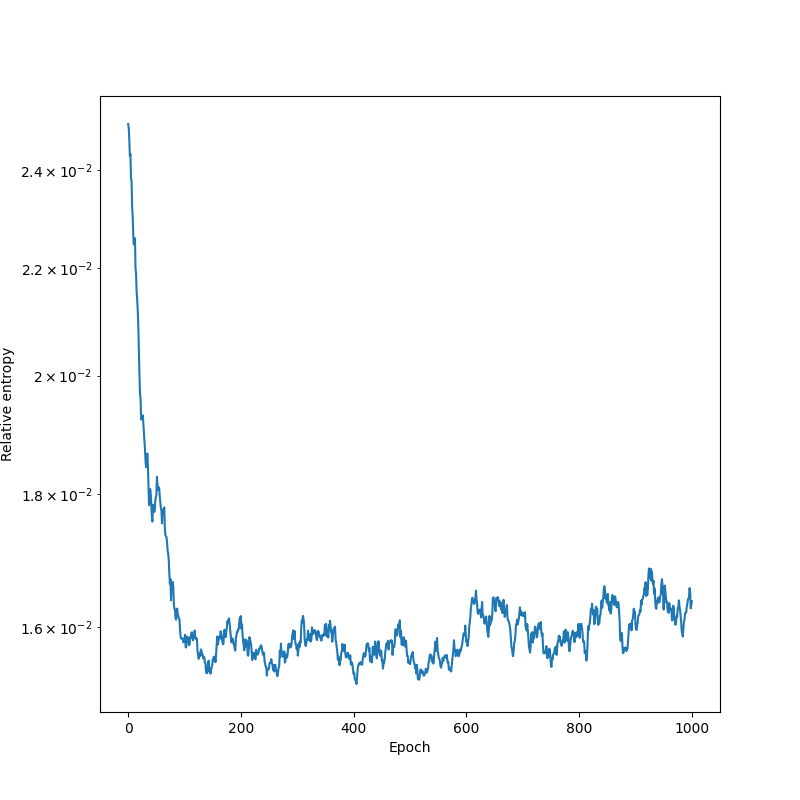 Relative entropy
2.4 × 10⁻²
2.2 × 10⁻²
2 × 10⁻²
1.8 × 10⁻²
1.6 × 10⁻²
0 200 400 600 800 1000
Epoch